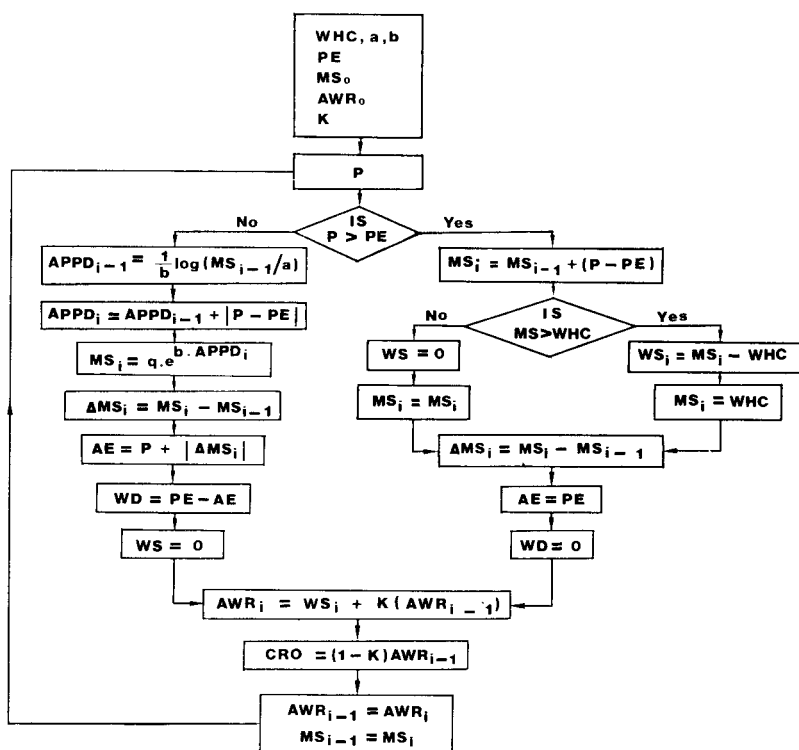 WHC, a, b
PE
MS₀
AWR₀
K
P
IS
P > PE
No
Yes
APPDᵢ₋₁ = 1/b log(MSᵢ₋₁/a)
APPDᵢ = APPDᵢ₋₁ + |P - PE|
MSᵢ = q.e^b.APPDᵢ
ΔMSᵢ = MSᵢ - MSᵢ₋₁
AE = P + |ΔMSᵢ|
WD = PE - AE
WS = 0
MSᵢ = MSᵢ₋₁ + (P - PE)
IS
MS>WHC
No
Yes
WS = 0
MSᵢ = MSᵢ
WSᵢ = MSᵢ - WHC
MSᵢ = WHC
ΔMSᵢ = MSᵢ - MSᵢ₋₁
AE = PE
WD = 0
AWRᵢ = WSᵢ + K(AWRᵢ₋₁)
CRO = (1-K)AWRᵢ₋₁
AWRᵢ₋₁ = AWRᵢ
MSᵢ₋₁ = MSᵢ